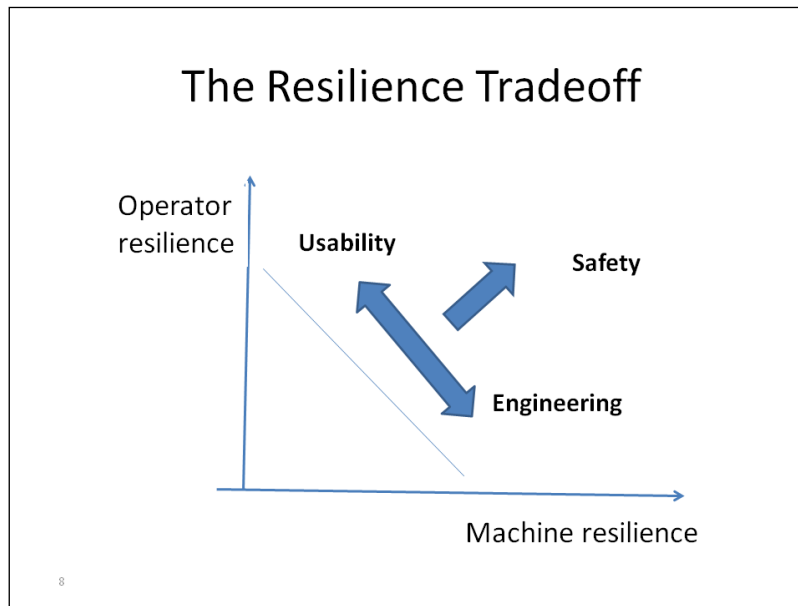 The Resilience Tradeoff
Operator
resilience
Usability
Safety
Engineering
Machine resilience
8